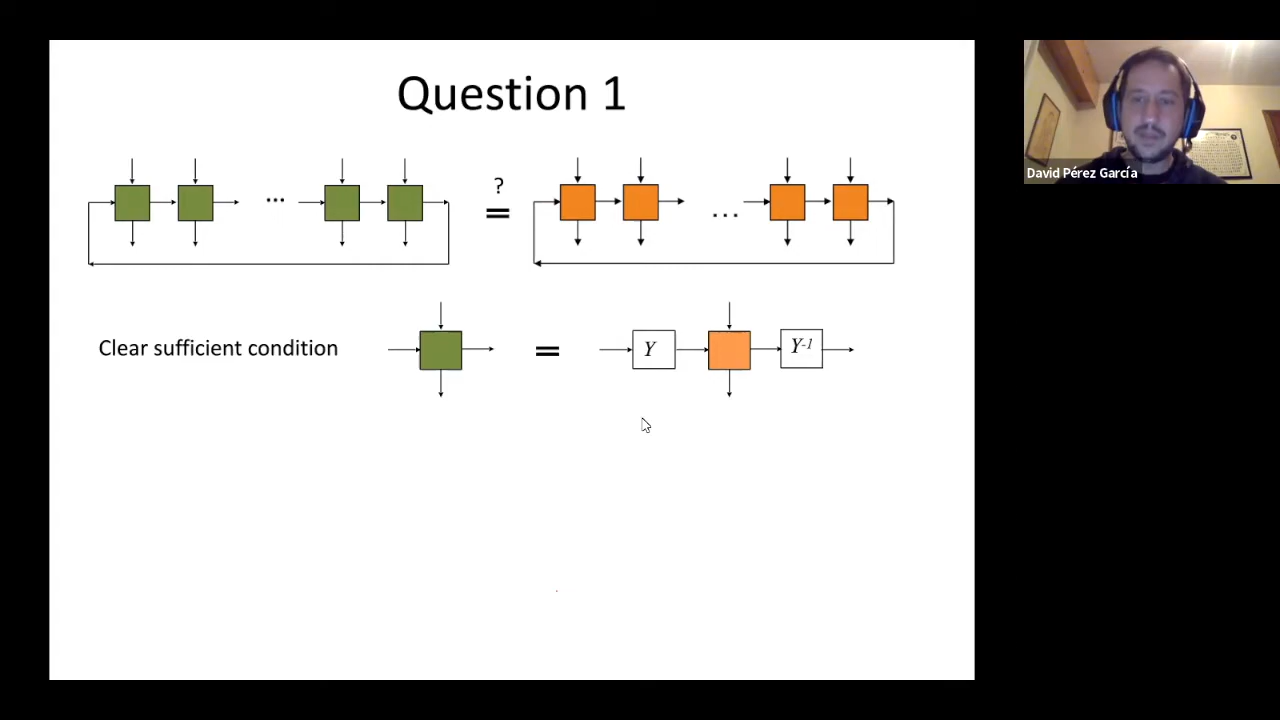 Question 1
?
=
...
...
Clear sufficient condition
=
Y
Y-1
David Pérez García